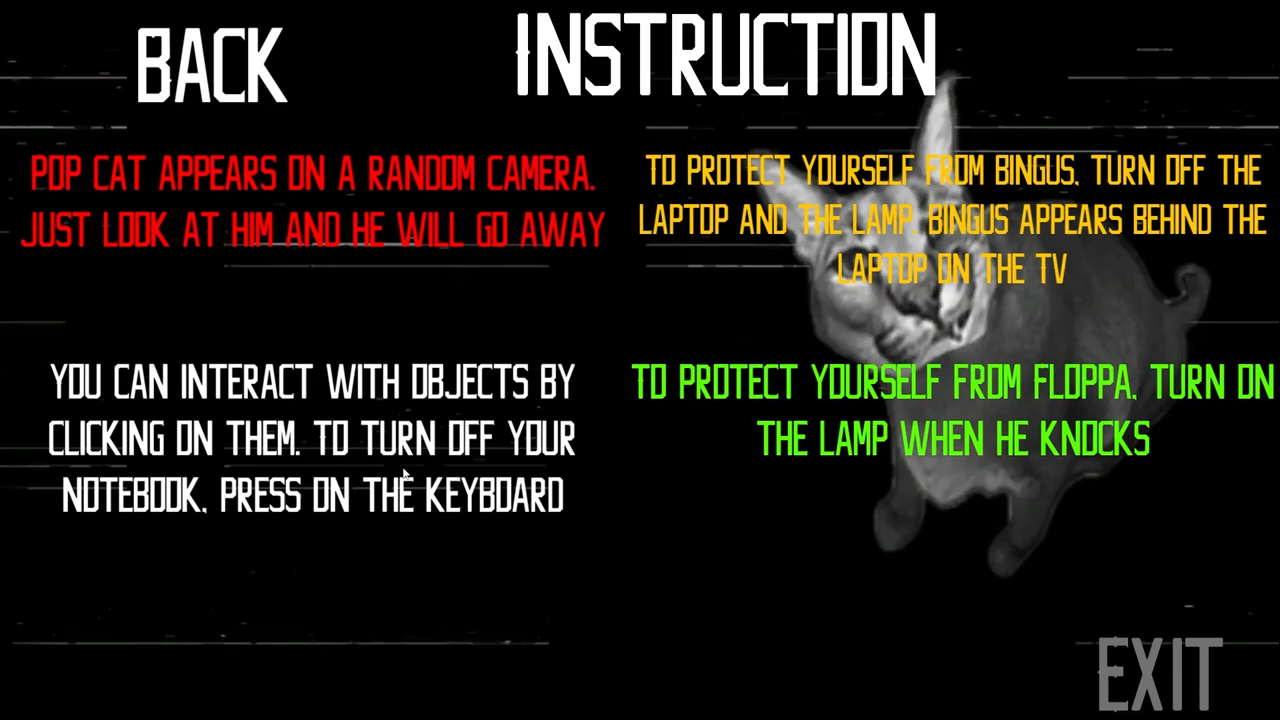 BACK
INSTRUCTION
POP CAT APPEARS ON A RANDOM CAMERA.
JUST LOOK AT HIM AND HE WILL GO AWAY
TO PROTECT YOURSELF FROM BINGUS, TURN OFF THE
LAPTOP AND THE LAMP. BINGUS APPEARS BEHIND THE
LAPTOP ON THE TV
YOU CAN INTERACT WITH OBJECTS BY
CLICKING ON THEM. TO TURN OFF YOUR
NOTEBOOK, PRESS ON THE KEYBOARD
TO PROTECT YOURSELF FROM FLOPPA, TURN ON
THE LAMP WHEN HE KNOCKS
EXIT